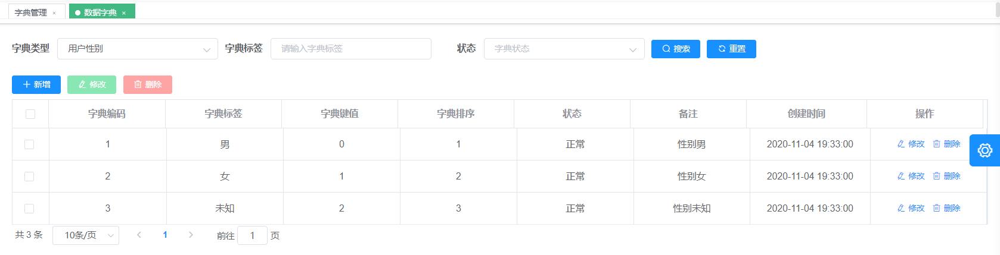 字典管理 × 数据字典 ×
字典类型 用户性别 字典标签 请输入字典标签 状态 字典状态 搜索 重置
新增 修改 删除
字典编码 字典标签 字典键值 字典排序 状态 备注 创建时间 操作
1 男 0 1 正常 性别男 2020-11-04 19:33:00 修改 删除
2 女 1 2 正常 性别女 2020-11-04 19:33:00 修改 删除
3 未知 2 3 正常 性别未知 2020-11-04 19:33:00 修改 删除
共 3 条 10条/页 1 前往 1 页